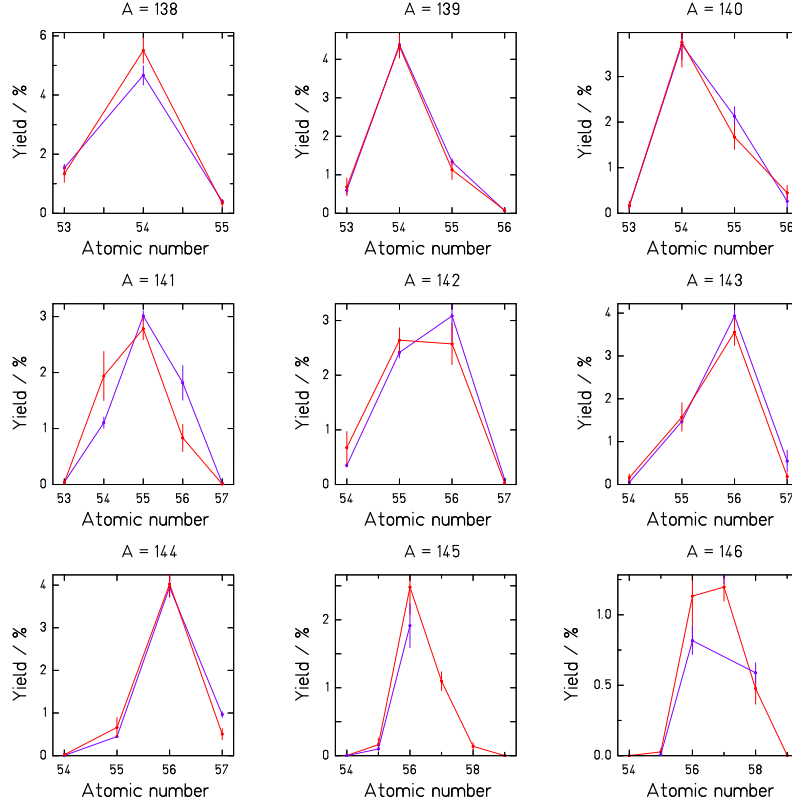 A = 138
A = 139
A = 140
Yield / %
0
2
4
6
53
54
55
Atomic number
Yield / %
0
1
2
3
4
53
54
55
56
Atomic number
Yield / %
0
1
2
3
53
54
55
56
Atomic number
A = 141
A = 142
A = 143
Yield / %
0
1
2
3
53
54
55
56
57
Atomic number
Yield / %
0
1
2
3
54
55
56
57
Atomic number
Yield / %
0
1
2
3
4
54
55
56
57
Atomic number
A = 144
A = 145
A = 146
Yield / %
0
1
2
3
4
54
55
56
57
Atomic number
Yield / %
0
1
2
54
56
58
Atomic number
Yield / %
0.0
0.5
1.0
54
56
58
Atomic number